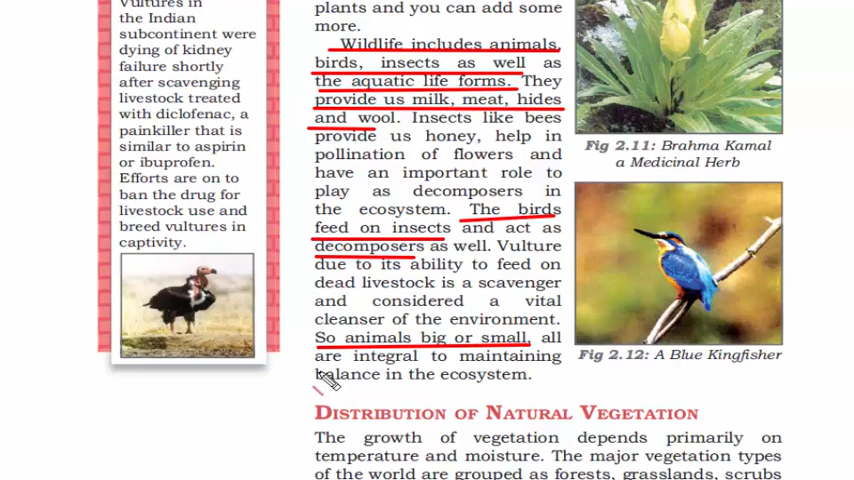 Vultures in
the Indian
subcontinent were
dying of kidney
failure shortly
after scavenging
livestock treated
with diclofenac, a
painkiller that is
similar to aspirin
or ibuprofen.
Efforts are on to
ban the drug for
livestock use and
breed vultures in
captivity.
plants and you can add some
more.
Wildlife includes animals,
birds, insects as well as
the aquatic life forms. They
provide us milk, meat, hides
and wool. Insects like bees
provide us honey, help in
pollination of flowers and
have an important role to
play as decomposers in
the ecosystem. The birds
feed on insects and act as
decomposers as well. Vulture
due to its ability to feed on
dead livestock is a scavenger
and considered a vital
cleanser of the environment.
So animals big or small, all
are integral to maintaining
balance in the ecosystem.
Fig 2.11: Brahma Kamal
a Medicinal Herb
Fig 2.12: A Blue Kingfisher
DISTRIBUTION OF NATURAL VEGETATION
The growth of vegetation depends primarily on
temperature and moisture. The major vegetation types
of the world are grouped as forests, grasslands, scrubs